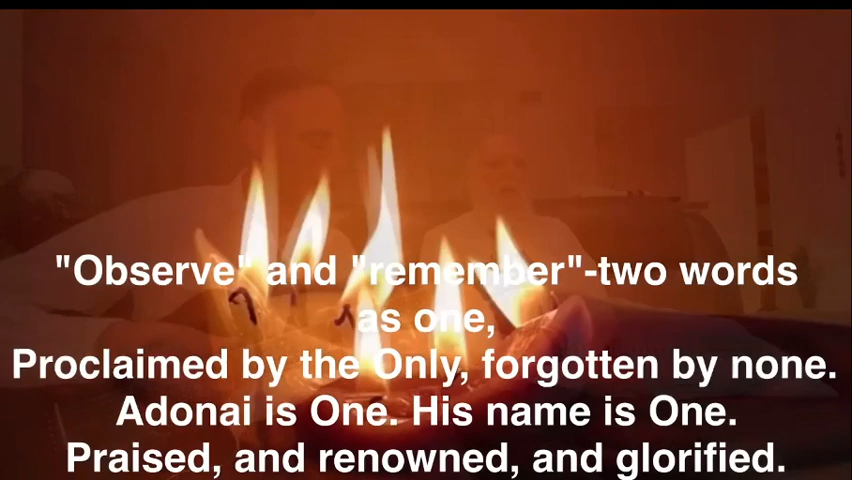 "Observe" and "remember"-two words
as one,
Proclaimed by the Only, forgotten by none.
Adonai is One. His name is One.
Praised, and renowned, and glorified.